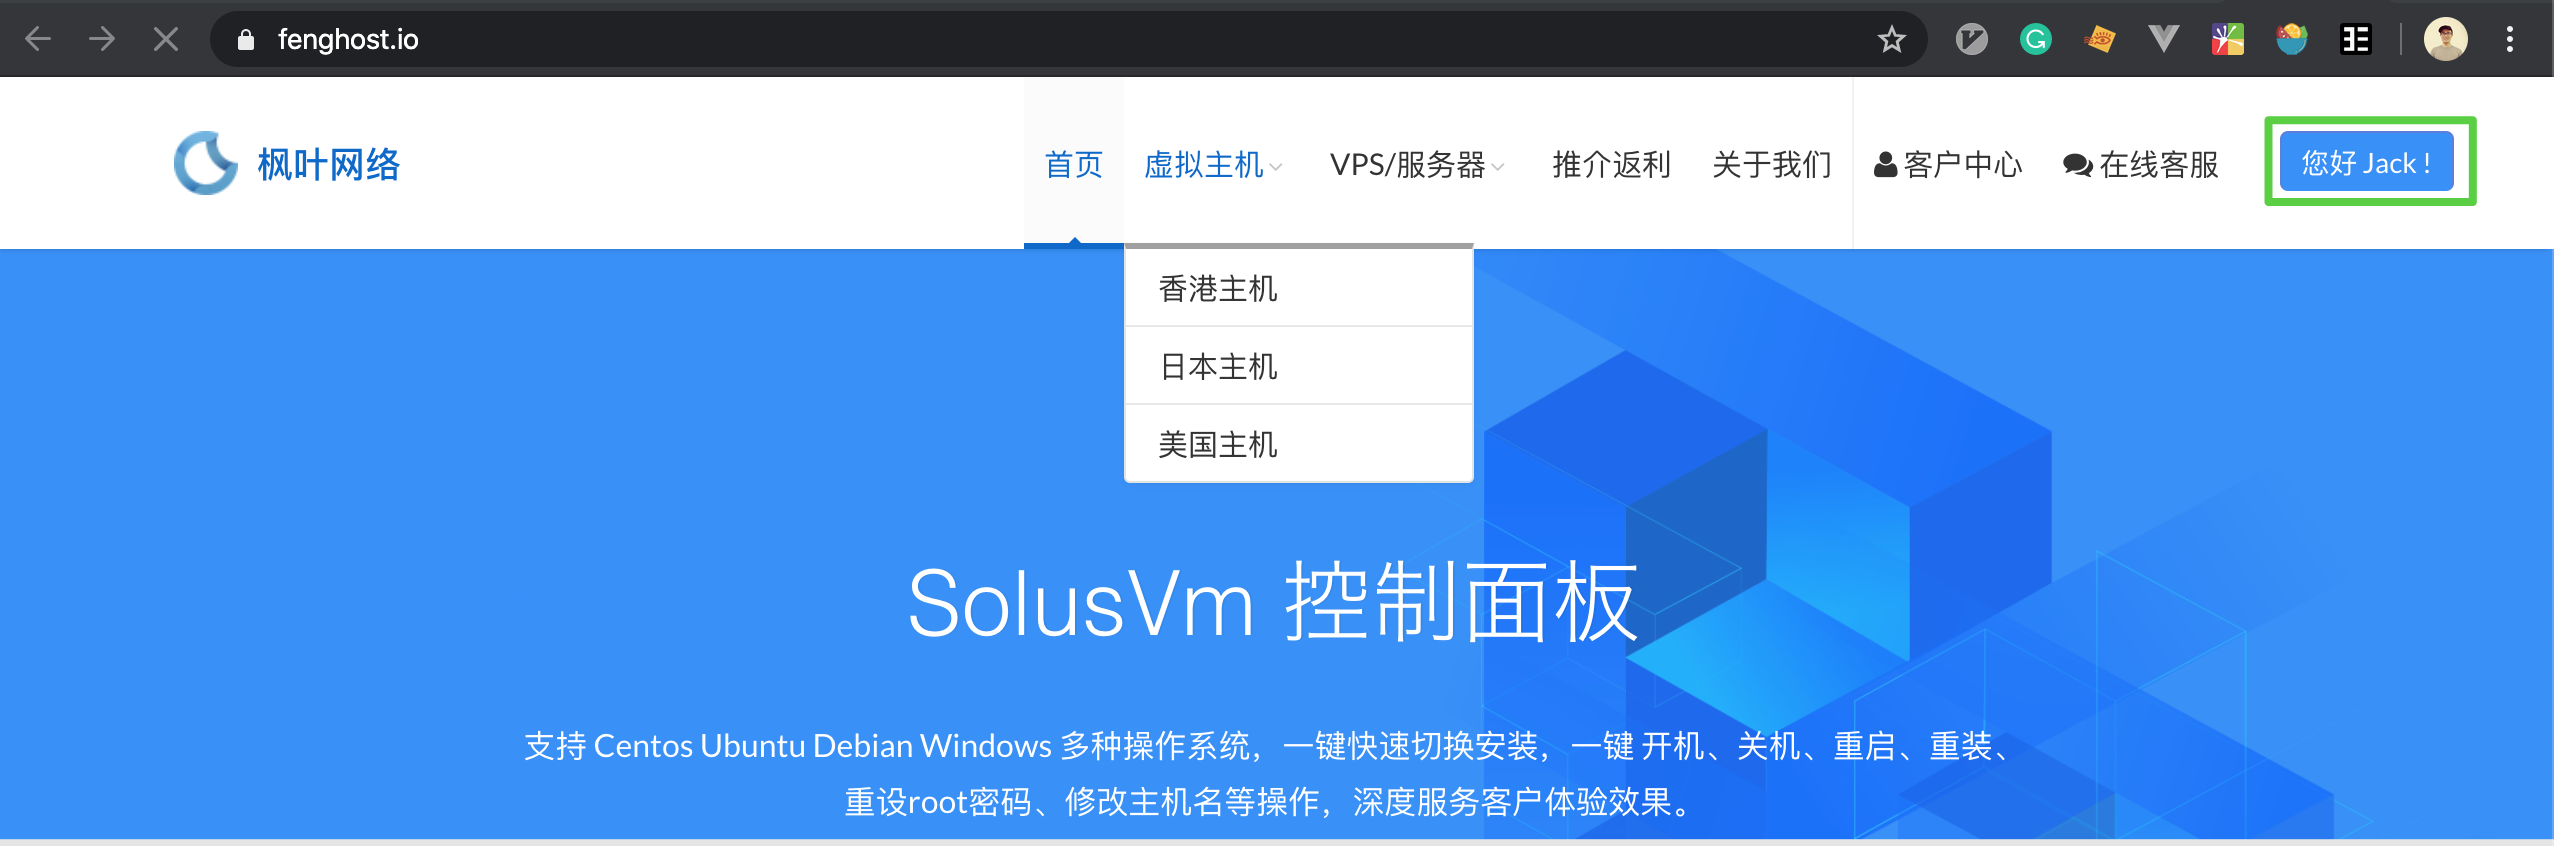 fenghost.io
枫叶网络
首页
虚拟主机
VPS/服务器
推介返利
关于我们
客户中心
在线客服
您好 Jack !
香港主机
日本主机
美国主机
SolusVm 控制面板
支持 Centos Ubuntu Debian Windows 多种操作系统，一键快速切换安装，一键 开机、关机、重启、重装、
重设root密码、修改主机名等操作，深度服务客户体验效果。